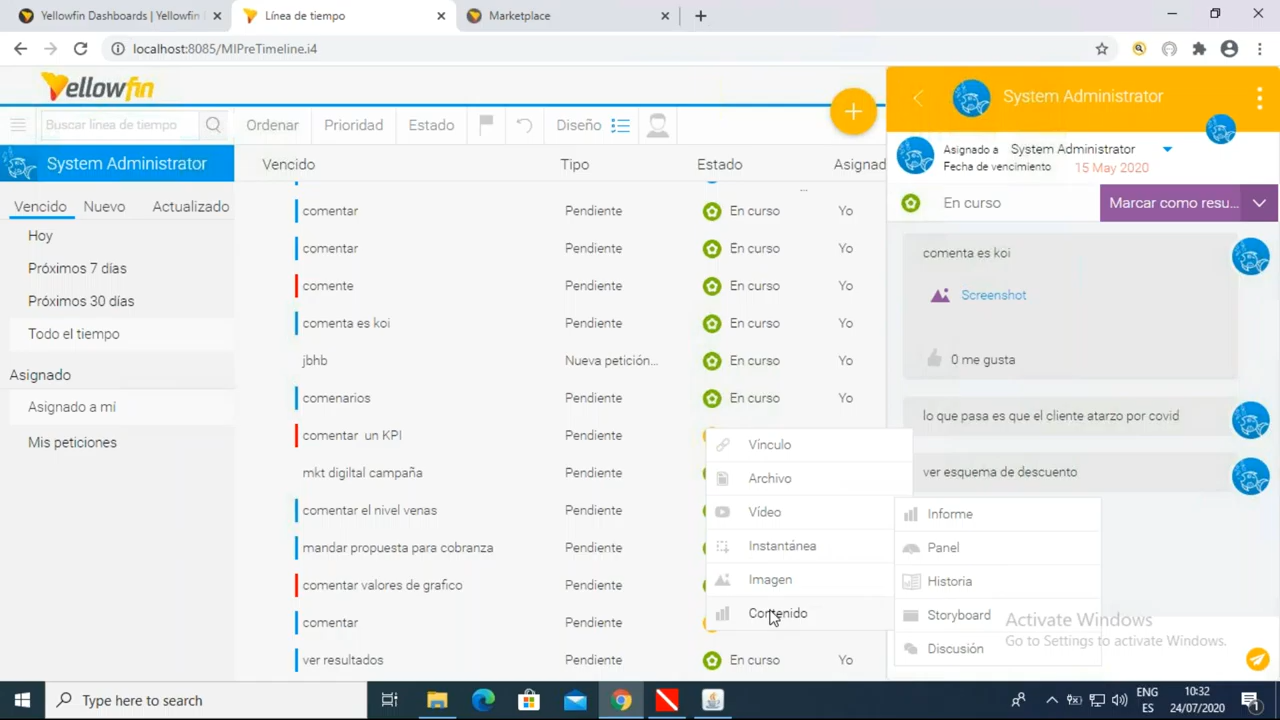 Yellowfin Dashboards | Yellowfin
Línea de tiempo
Marketplace
localhost:8085/MIPreTimeline.i4
Yellowfin
System Administrator
Buscar línea de tiempo
Ordenar
Prioridad
Estado
Diseño
Asignado a System Administrator
Fecha de vencimiento 15 May 2020
System Administrator
Vencido
Tipo
Estado
Asignad
Vencido
Nuevo
Actualizado
En curso
Marcar como resu...
Hoy
Próximos 7 días
Próximos 30 días
Todo el tiempo
Asignado
Asignado a mí
Mis peticiones
...
comentar Pendiente En curso Yo
comentar Pendiente En curso Yo
comente Pendiente En curso Yo
comenta es koi Pendiente En curso Yo
jbhb Nueva petición... En curso Yo
comenarios Pendiente En curso Yo
comentar un KPI Pendiente
mkt digiltal campaña Pendiente
comentar el nivel venas Pendiente
mandar propuesta para cobranza Pendiente
comentar valores de grafico Pendiente
comentar Pendiente
ver resultados Pendiente En curso Yo
Vínculo
Archivo
Vídeo
Instantánea
Imagen
Contenido
Informe
Panel
Historia
Storyboard
Discusión
comenta es koi
Screenshot
0 me gusta
lo que pasa es que el cliente atarzo por covid
ver esquema de descuento
Activate Windows
Go to Settings to activate Windows.
Type here to search
ENG
ES
10:32
24/07/2020
1